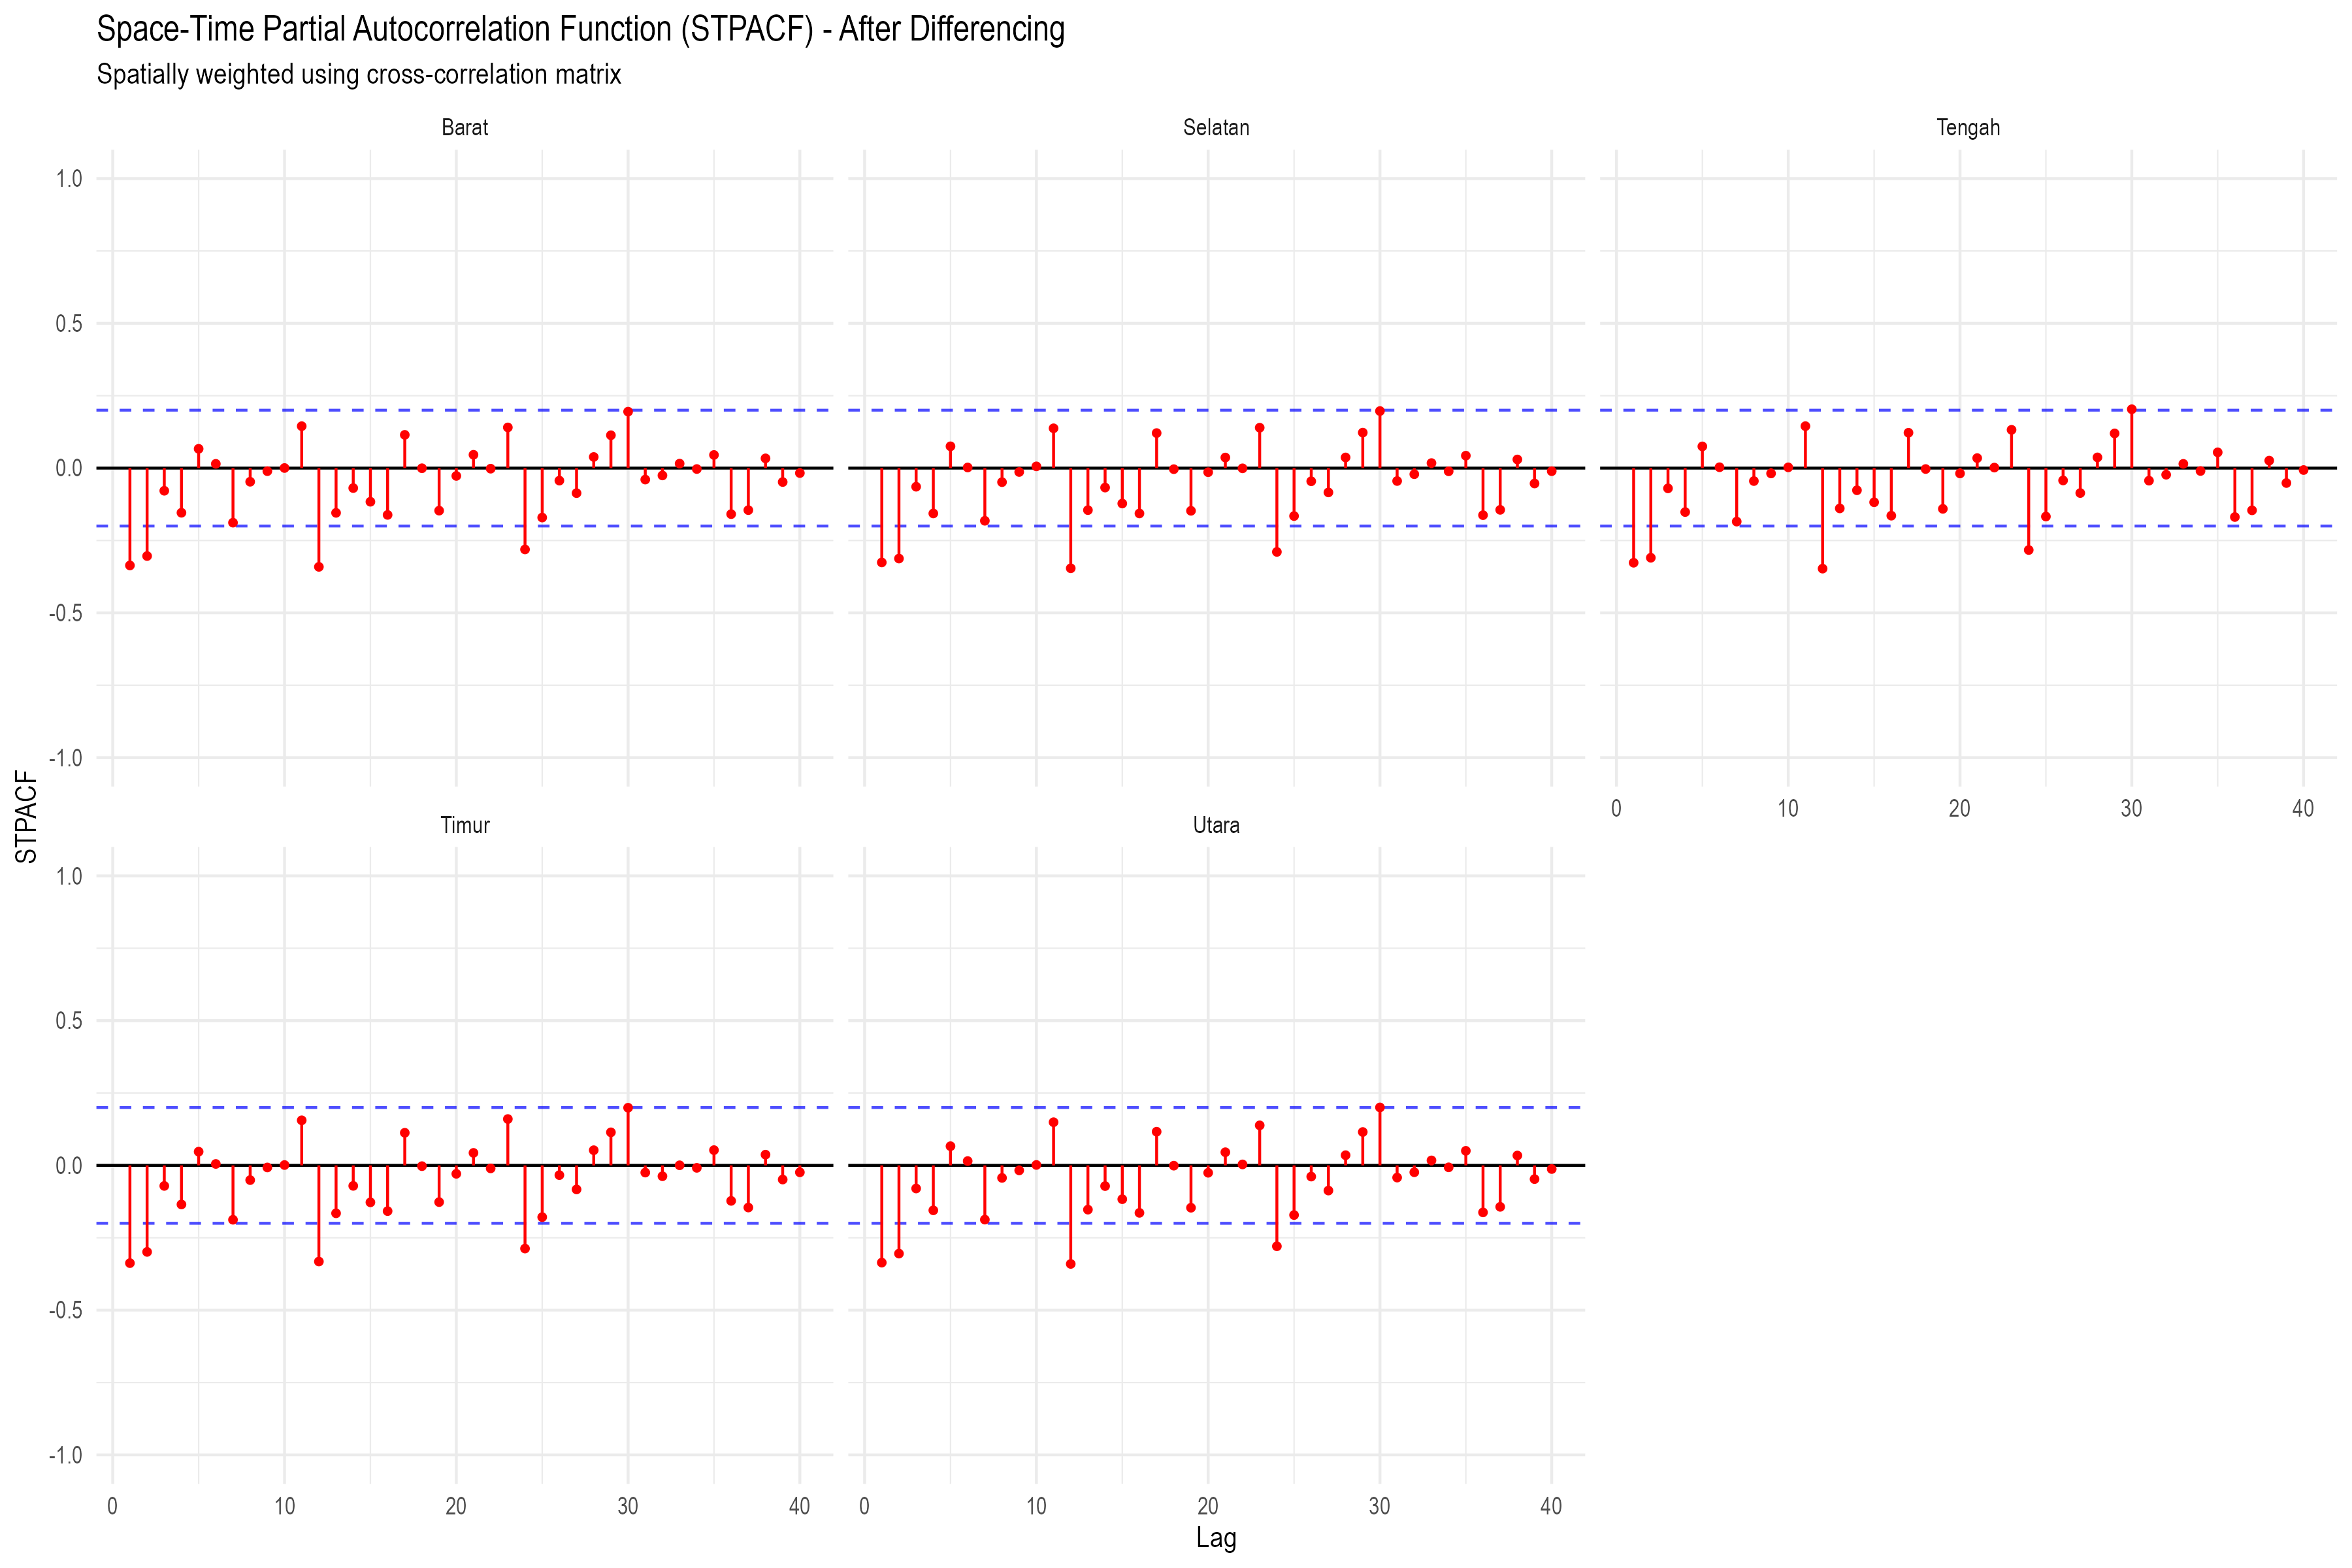 Space-Time Partial Autocorrelation Function (STPACF) - After Differencing
Spatially weighted using cross-correlation matrix
Barat
Selatan
Tengah
1.0
0.5
0.0
-0.5
-1.0
0 10 20 30 40
STPACF
Timur
Utara
1.0
0.5
0.0
-0.5
-1.0
0 10 20 30 40
0 10 20 30 40
Lag